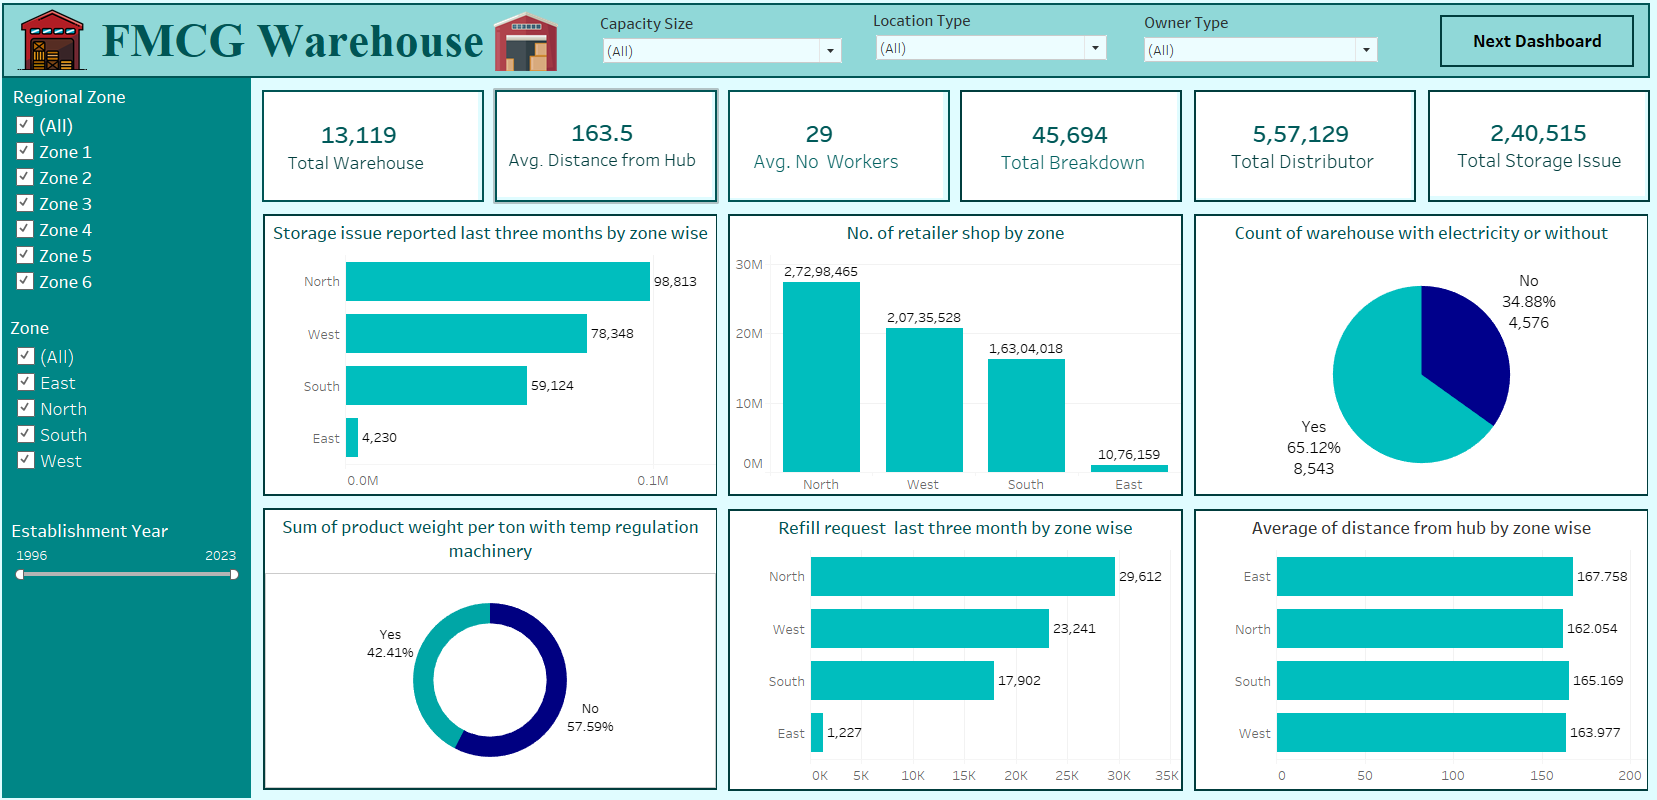 FMCG Warehouse
Capacity Size
(All)
Location Type
(All)
Owner Type
(All)
Next Dashboard
Regional Zone
(All)
Zone 1
Zone 2
Zone 3
Zone 4
Zone 5
Zone 6
Zone
(All)
East
North
South
West
Establishment Year
1996 2023
13,119
Total Warehouse
163.5
Avg. Distance from Hub
29
Avg. No Workers
45,694
Total Breakdown
5,57,129
Total Distributor
2,40,515
Total Storage Issue
Storage issue reported last three months by zone wise
North 98,813
West 78,348
South 59,124
East 4,230
0.0M 0.1M
No. of retailer shop by zone
30M
20M
10M
0M
2,72,98,465
2,07,35,528
1,63,04,018
10,76,159
North West South East
Count of warehouse with electricity or without
No
34.88%
4,576
Yes
65.12%
8,543
Sum of product weight per ton with temp regulation
machinery
Yes
42.41%
No
57.59%
Refill request last three month by zone wise
North 29,612
West 23,241
South 17,902
East 1,227
0K 5K 10K 15K 20K 25K 30K 35K
Average of distance from hub by zone wise
East 167.758
North 162.054
South 165.169
West 163.977
0 50 100 150 200